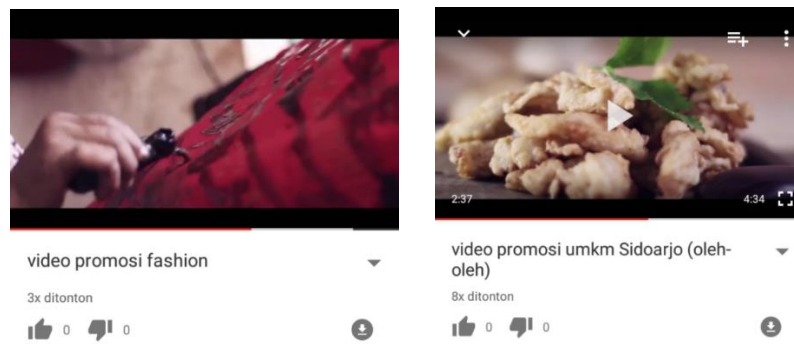 video promosi fashion
3x ditonton
0 0
2:37 4:34
video promosi umkm Sidoarjo (oleh-
oleh)
8x ditonton
0 0